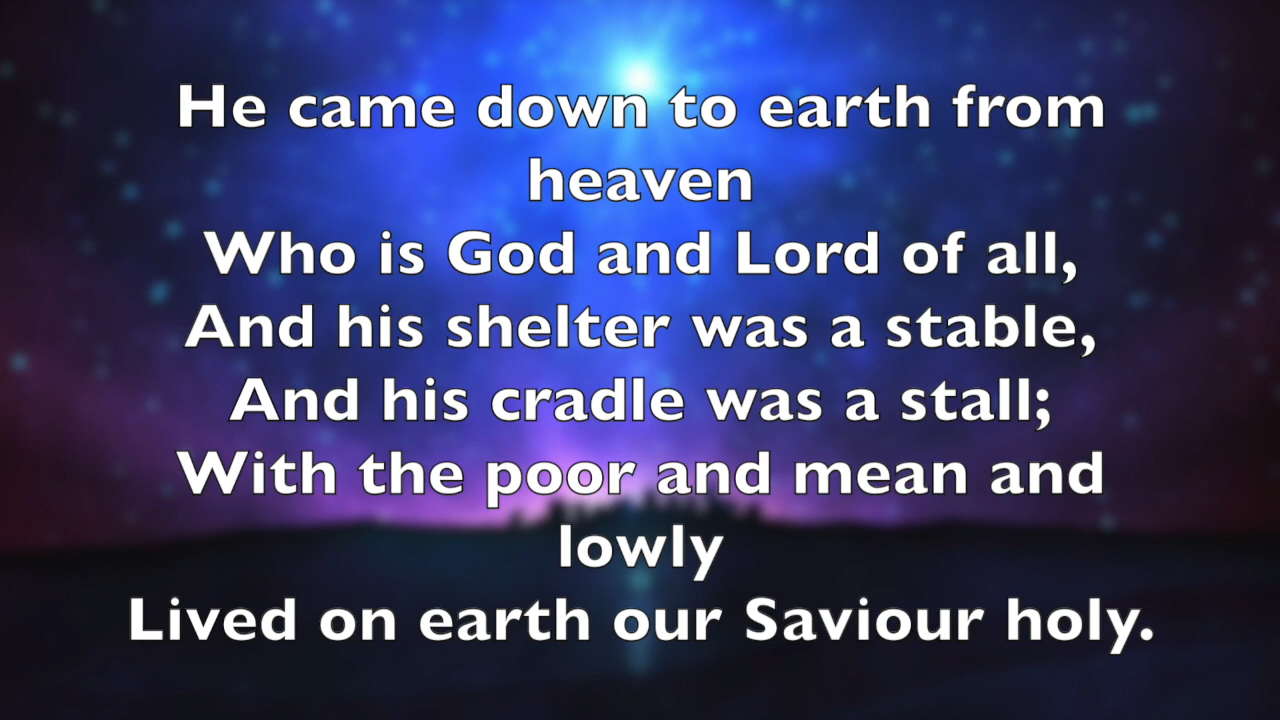 He came down to earth from
heaven
Who is God and Lord of all,
And his shelter was a stable,
And his cradle was a stall;
With the poor and mean and
lowly
Lived on earth our Saviour holy.